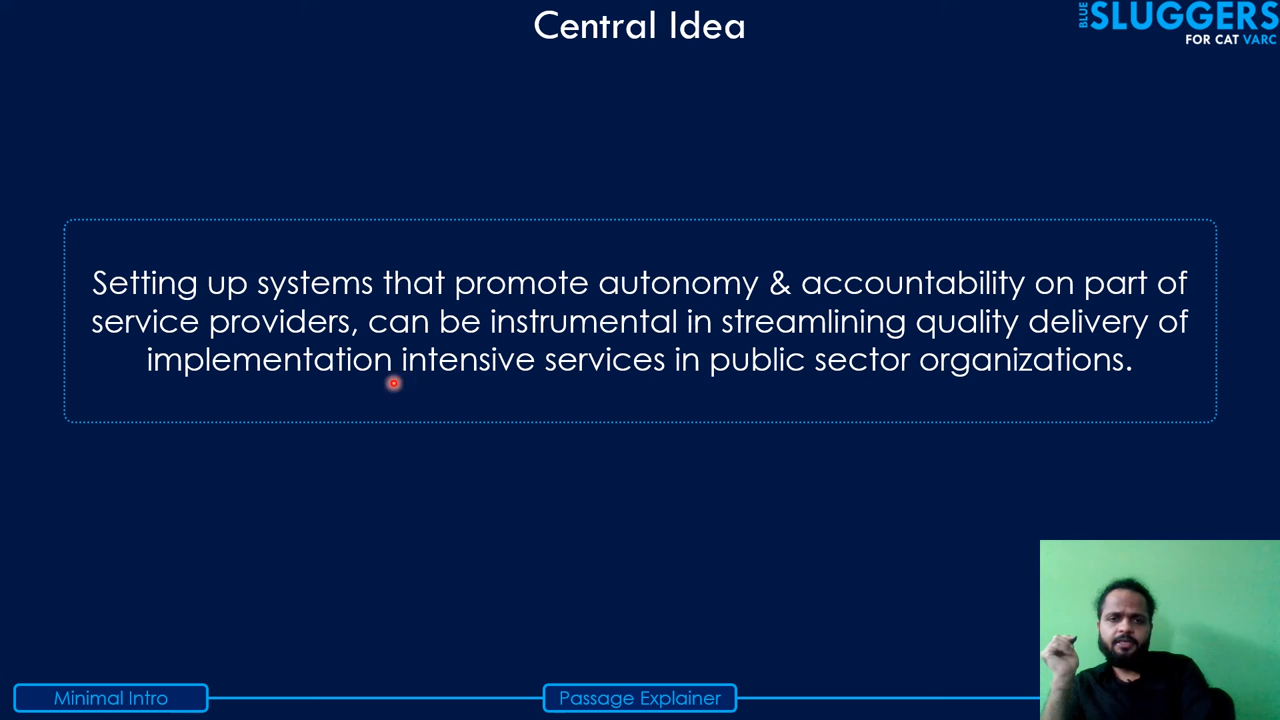 Central Idea
BLUE
SLUGGERS
FOR CAT VARC
Setting up systems that promote autonomy & accountability on part of
service providers, can be instrumental in streamlining quality delivery of
implementation intensive services in public sector organizations.
Minimal Intro
Passage Explainer